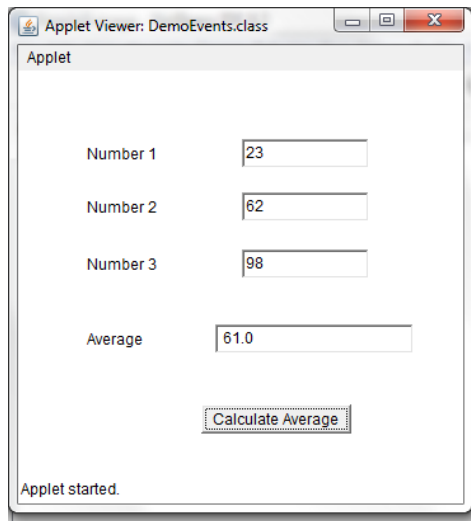 Applet Viewer: DemoEvents.class
Applet
Number 1 23
Number 2 62
Number 3 98
Average 61.0
Calculate Average
Applet started.